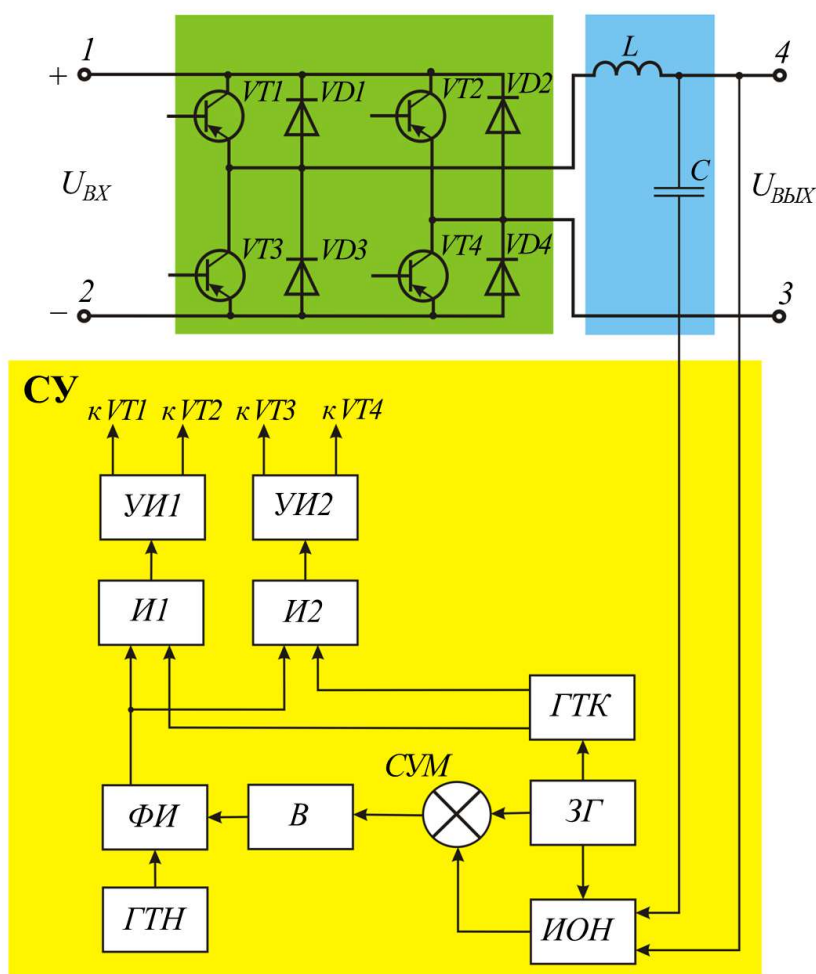 1
L
4
+
VT1
VD1
VT2
VD2
U_ВХ
C
U_ВЫХ
VT3
VD3
VT4
VD4
2
3
−
СУ
к VT1
к VT2
к VT3
к VT4
УИ1
УИ2
И1
И2
ГТК
СУМ
ФИ
В
ЗГ
ГТН
ИОН